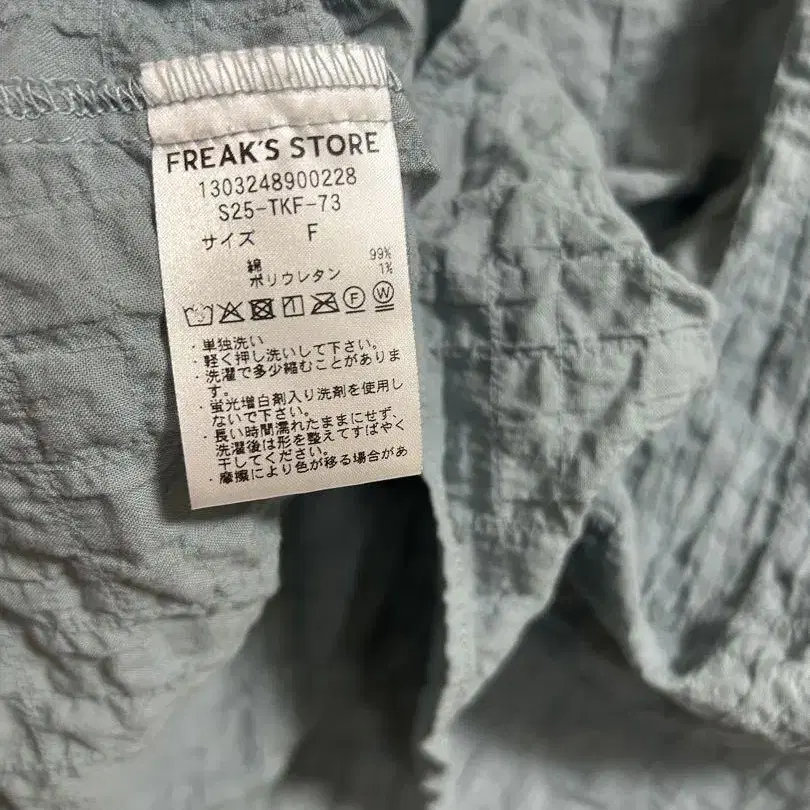 FREAK'S STORE
1303248900228
S25-TKF-73
サイズ F
綿 99%
ポリウレタン 1%
・単独洗い
・軽く押し洗いして下さい。
・洗濯で多少縮むことがありま
す。
・蛍光増白剤入り洗剤を使用し
ないで下さい。
・長い時間濡れたままにせず、
洗濯後は形を整えてすばやく
干してください。
・摩擦により色が移る場合があ